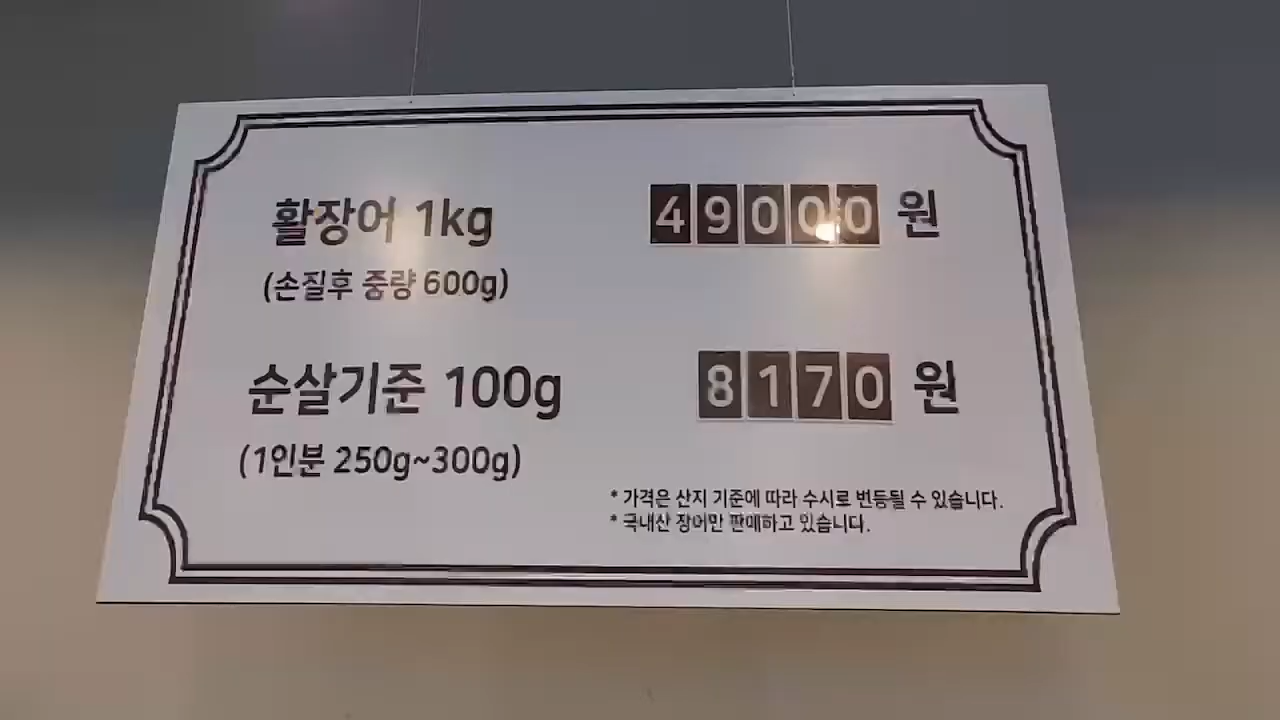 활장어 1kg 49000 원
(손질후 중량 600g)
순살기준 100g 8170 원
(1인분 250g~300g)
* 가격은 산지 기준에 따라 수시로 변등될 수 있습니다.
* 국내산 장어만 판매하고 있습니다.